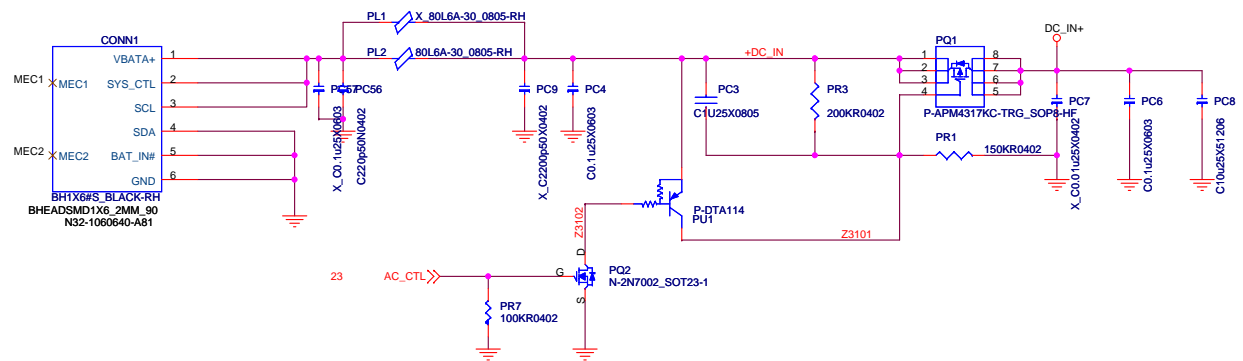 CONN1
VBATA+ 1
MEC1 MEC1 SYS_CTL 2
SCL 3
SDA 4
MEC2 MEC2 BAT_IN# 5
GND 6
BH1X6#S_BLACK-RH
BHEADSMD1X6_2MM_90
N32-1060640-A81
PL1 X_80L6A-30_0805-RH
PL2 80L6A-30_0805-RH
PC57
X_C0.1u25X0603
PC56
C220p50N0402
PC9
X_C2200p50X0402
PC4
C0.1u25X0603
+DC_IN
PC3
C1U25X0805
PR3
200KR0402
PQ1
1 8
2 7
3 6
4 5
P-APM4317KC-TRG_SOP8-HF
PR1 150KR0402
DC_IN+
PC7
X_C0.01u25X0402
PC6
C0.1u25X0603
PC8
C10u25X51206
P-DTA114
PU1
Z3102
Z3101
D
G
S
PQ2
N-2N7002_SOT23-1
23 AC_CTL
PR7
100KR0402